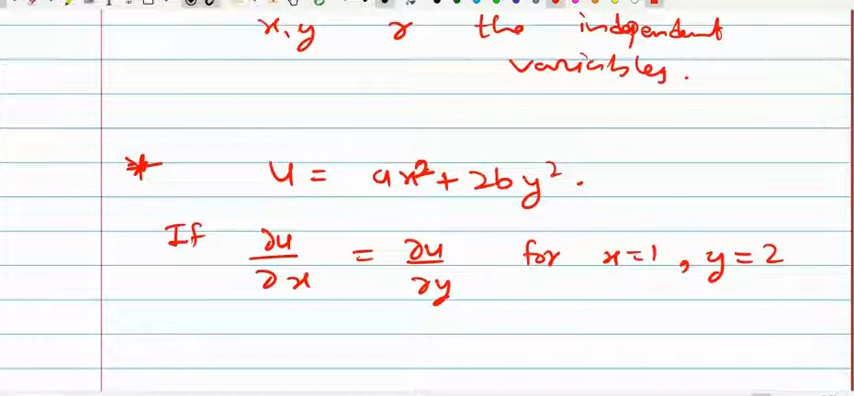 x, y r the independent
variables.
* u = ax² + 2by².
If ∂u/∂x = ∂u/∂y for x=1, y=2